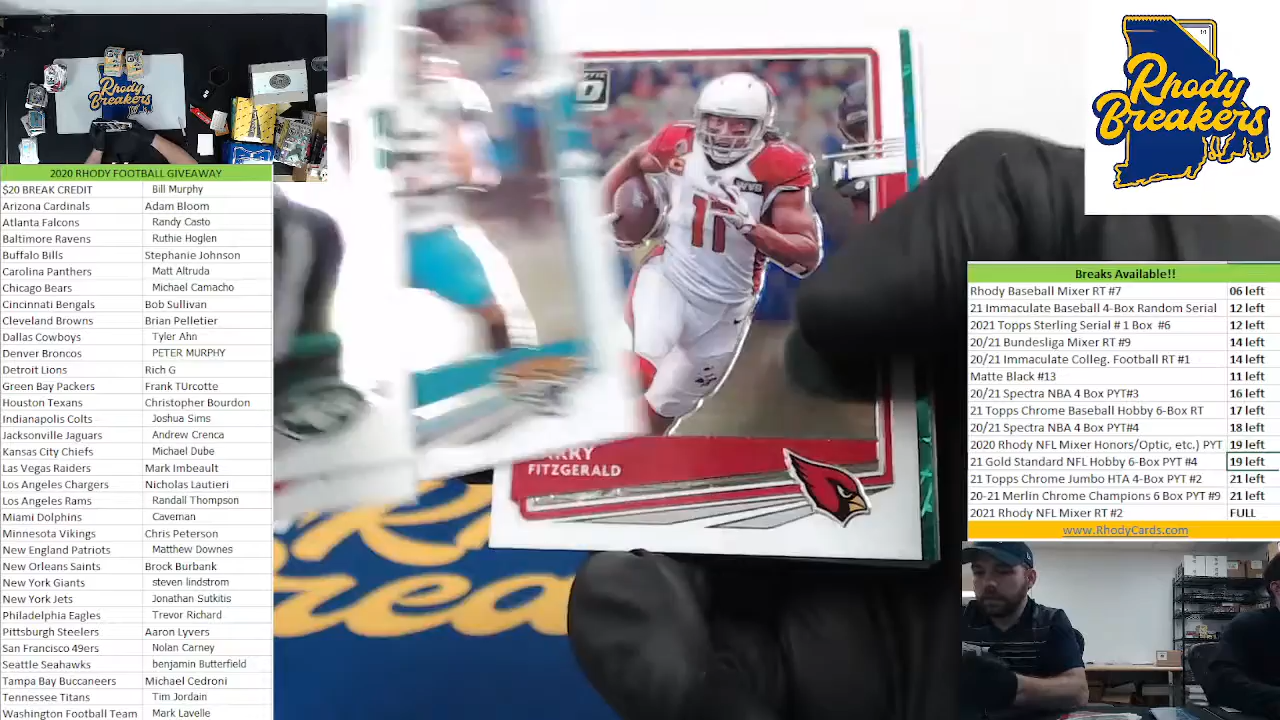 Rhody
Breakers
2020 RHODY FOOTBALL GIVEAWAY
$20 BREAK CREDIT Bill Murphy
Arizona Cardinals Adam Bloom
Atlanta Falcons Randy Casto
Baltimore Ravens Ruthie Hoglen
Buffalo Bills Stephanie Johnson
Carolina Panthers Matt Altruda
Chicago Bears Michael Camacho
Cincinnati Bengals Bob Sullivan
Cleveland Browns Brian Pelletier
Dallas Cowboys Tyler Ahn
Denver Broncos PETER MURPHY
Detroit Lions Rich G
Green Bay Packers Frank TUrcotte
Houston Texans Christopher Bourdon
Indianapolis Colts Joshua Sims
Jacksonville Jaguars Andrew Crenca
Kansas City Chiefs Michael Dube
Las Vegas Raiders Mark Imbeault
Los Angeles Chargers Nicholas Lautieri
Los Angeles Rams Randall Thompson
Miami Dolphins Caveman
Minnesota Vikings Chris Peterson
New England Patriots Matthew Downes
New Orleans Saints Brock Burbank
New York Giants steven lindstrom
New York Jets Jonathan Sutkitis
Philadelphia Eagles Trevor Richard
Pittsburgh Steelers Aaron Lyvers
San Francisco 49ers Nolan Carney
Seattle Seahawks benjamin Butterfield
Tampa Bay Buccaneers Michael Cedroni
Tennessee Titans Tim Jordain
Washington Football Team Mark Lavelle
11
FITZGERALD
Rhody
Breakers
Breaks Available!!
Rhody Baseball Mixer RT #7 06 left
21 Immaculate Baseball 4-Box Random Serial 12 left
2021 Topps Sterling Serial # 1 Box #6 12 left
20/21 Bundesliga Mixer RT #9 14 left
20/21 Immaculate Colleg. Football RT #1 14 left
Matte Black #13 11 left
20/21 Spectra NBA 4 Box PYT#3 16 left
21 Topps Chrome Baseball Hobby 6-Box RT 17 left
20/21 Spectra NBA 4 Box PYT#4 18 left
2020 Rhody NFL Mixer Honors/Optic, etc.) PYT 19 left
21 Gold Standard NFL Hobby 6-Box PYT #4 19 left
21 Topps Chrome Jumbo HTA 4-Box PYT #2 21 left
20-21 Merlin Chrome Champions 6 Box PYT #9 21 left
2021 Rhody NFL Mixer RT #2 FULL
www.RhodyCards.com